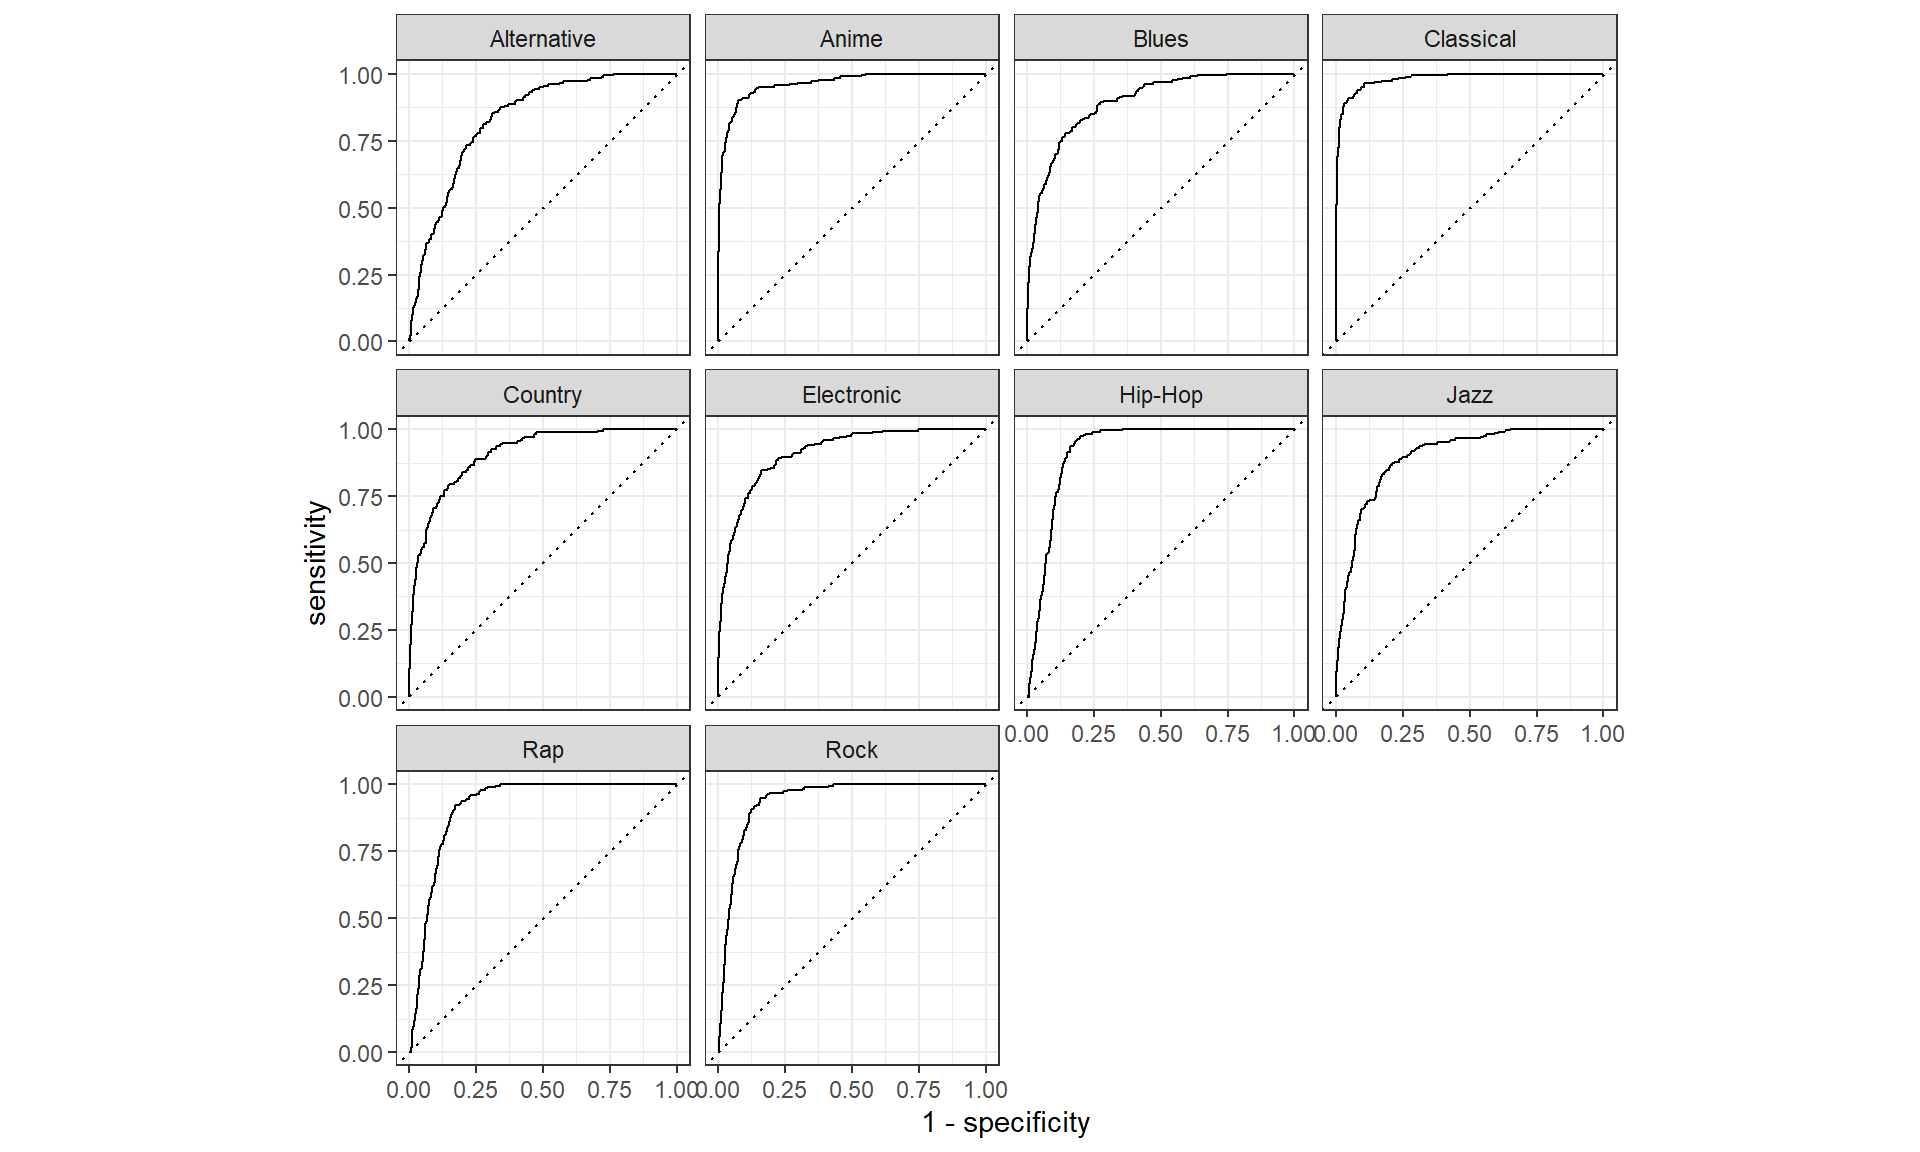 Alternative Anime Blues Classical
1.00
0.75
0.50
0.25
0.00
Country Electronic Hip-Hop Jazz
1.00
0.75
0.50
0.25
0.00
sensitivity
0.00 0.25 0.50 0.75 1.00 0.00 0.25 0.50 0.75 1.00
Rap Rock
1.00
0.75
0.50
0.25
0.00
0.00 0.25 0.50 0.75 1.00 0.00 0.25 0.50 0.75 1.00
1 - specificity